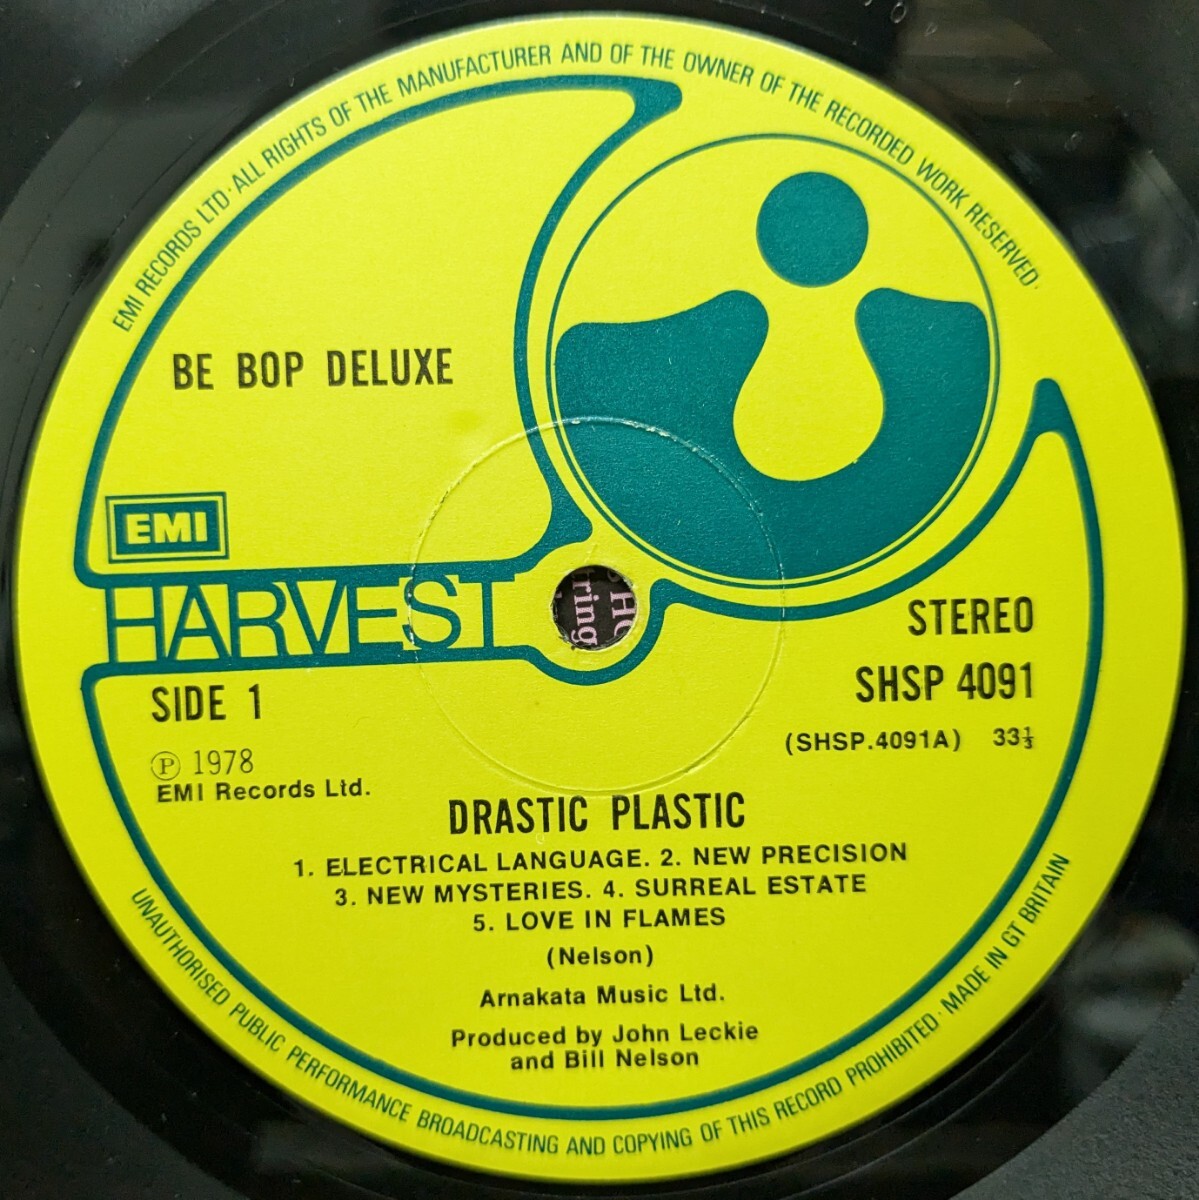 EMI RECORDS LTD · ALL RIGHTS OF THE MANUFACTURER AND OF THE OWNER OF THE RECORDED WORK RESERVED ·
BE BOP DELUXE
EMI
HARVEST
STEREO
SHSP 4091
(SHSP.4091A) 33⅓
SIDE 1
℗ 1978
EMI Records Ltd.
DRASTIC PLASTIC
1. ELECTRICAL LANGUAGE. 2. NEW PRECISION
3. NEW MYSTERIES. 4. SURREAL ESTATE
5. LOVE IN FLAMES
(Nelson)
Arnakata Music Ltd.
Produced by John Leckie
and Bill Nelson
UNAUTHORISED PUBLIC PERFORMANCE BROADCASTING AND COPYING OF THIS RECORD PROHIBITED · MADE IN GT BRITAIN